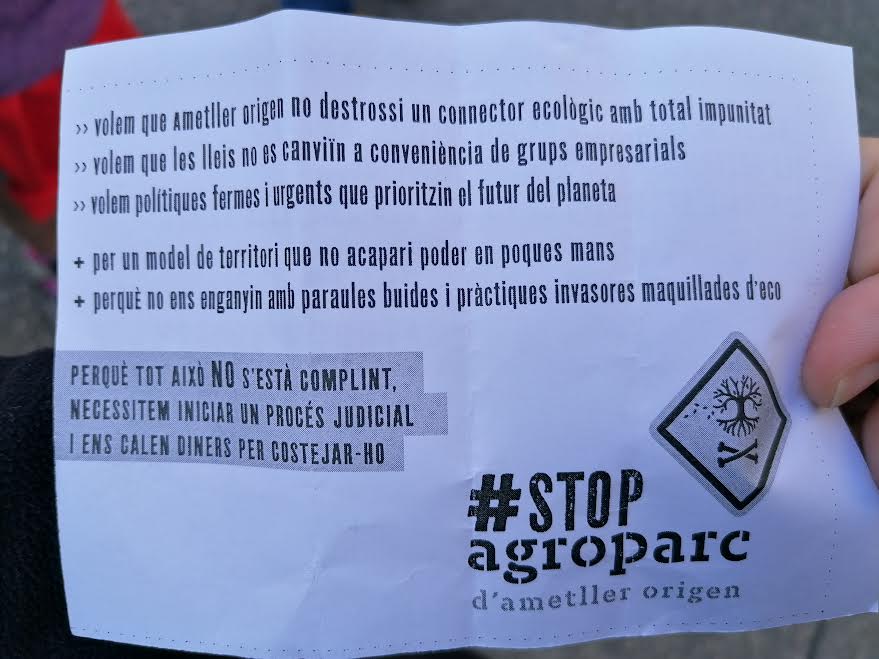 >> volem que ametller origen no destrossi un connector ecològic amb total impunitat
>> volem que les lleis no es canviïn a conveniència de grups empresarials
>> volem polítiques fermes i urgents que prioritzin el futur del planeta
+ per un model de territori que no acapari poder en poques mans
+ perquè no ens enganyin amb paraules buides i pràctiques invasores maquillades d'eco
PERQUÈ TOT AIXÒ NO S'ESTÀ COMPLINT,
NECESSITEM INICIAR UN PROCÉS JUDICIAL
I ENS CALEN DINERS PER COSTEJAR-HO
#STOP
agroparc
d'ametller origen